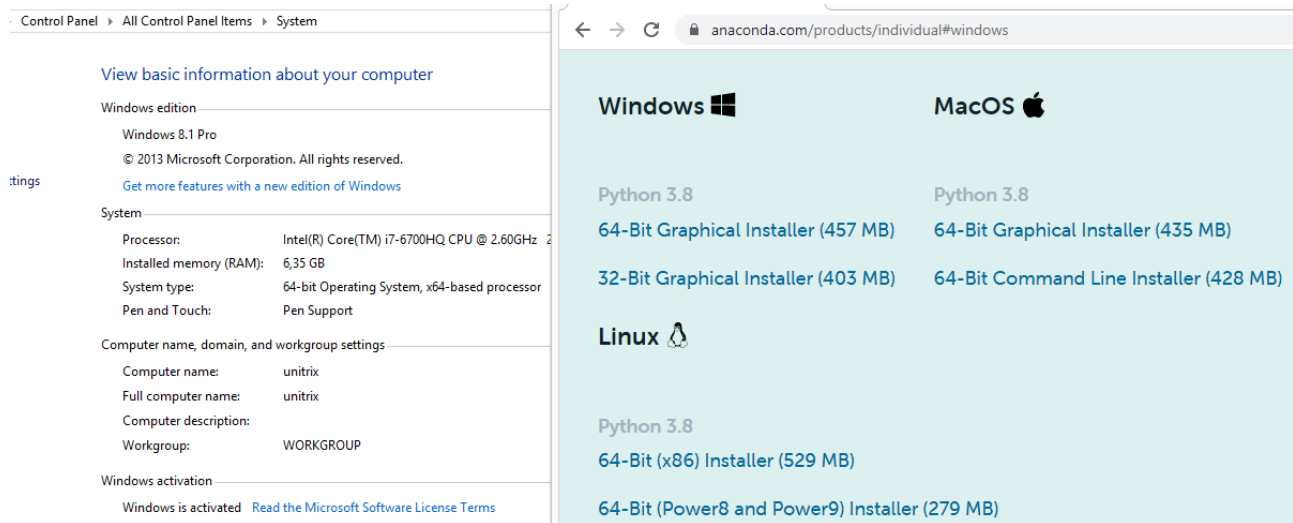 Control Panel ▸ All Control Panel Items ▸ System
View basic information about your computer
Windows edition
Windows 8.1 Pro
© 2013 Microsoft Corporation. All rights reserved.
Get more features with a new edition of Windows
System
Processor: Intel(R) Core(TM) i7-6700HQ CPU @ 2.60GHz 2
Installed memory (RAM): 6,35 GB
System type: 64-bit Operating System, x64-based processor
Pen and Touch: Pen Support
Computer name, domain, and workgroup settings
Computer name: unitrix
Full computer name: unitrix
Computer description:
Workgroup: WORKGROUP
Windows activation
Windows is activated Read the Microsoft Software License Terms
ttings
anaconda.com/products/individual#windows
Windows
Python 3.8
64-Bit Graphical Installer (457 MB)
32-Bit Graphical Installer (403 MB)
MacOS
Python 3.8
64-Bit Graphical Installer (435 MB)
64-Bit Command Line Installer (428 MB)
Linux
Python 3.8
64-Bit (x86) Installer (529 MB)
64-Bit (Power8 and Power9) Installer (279 MB)